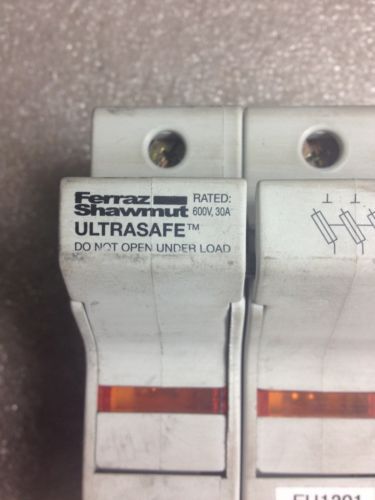 Ferraz
Shawmut
RATED:
600V, 30A
ULTRASAFE™
DO NOT OPEN UNDER LOAD